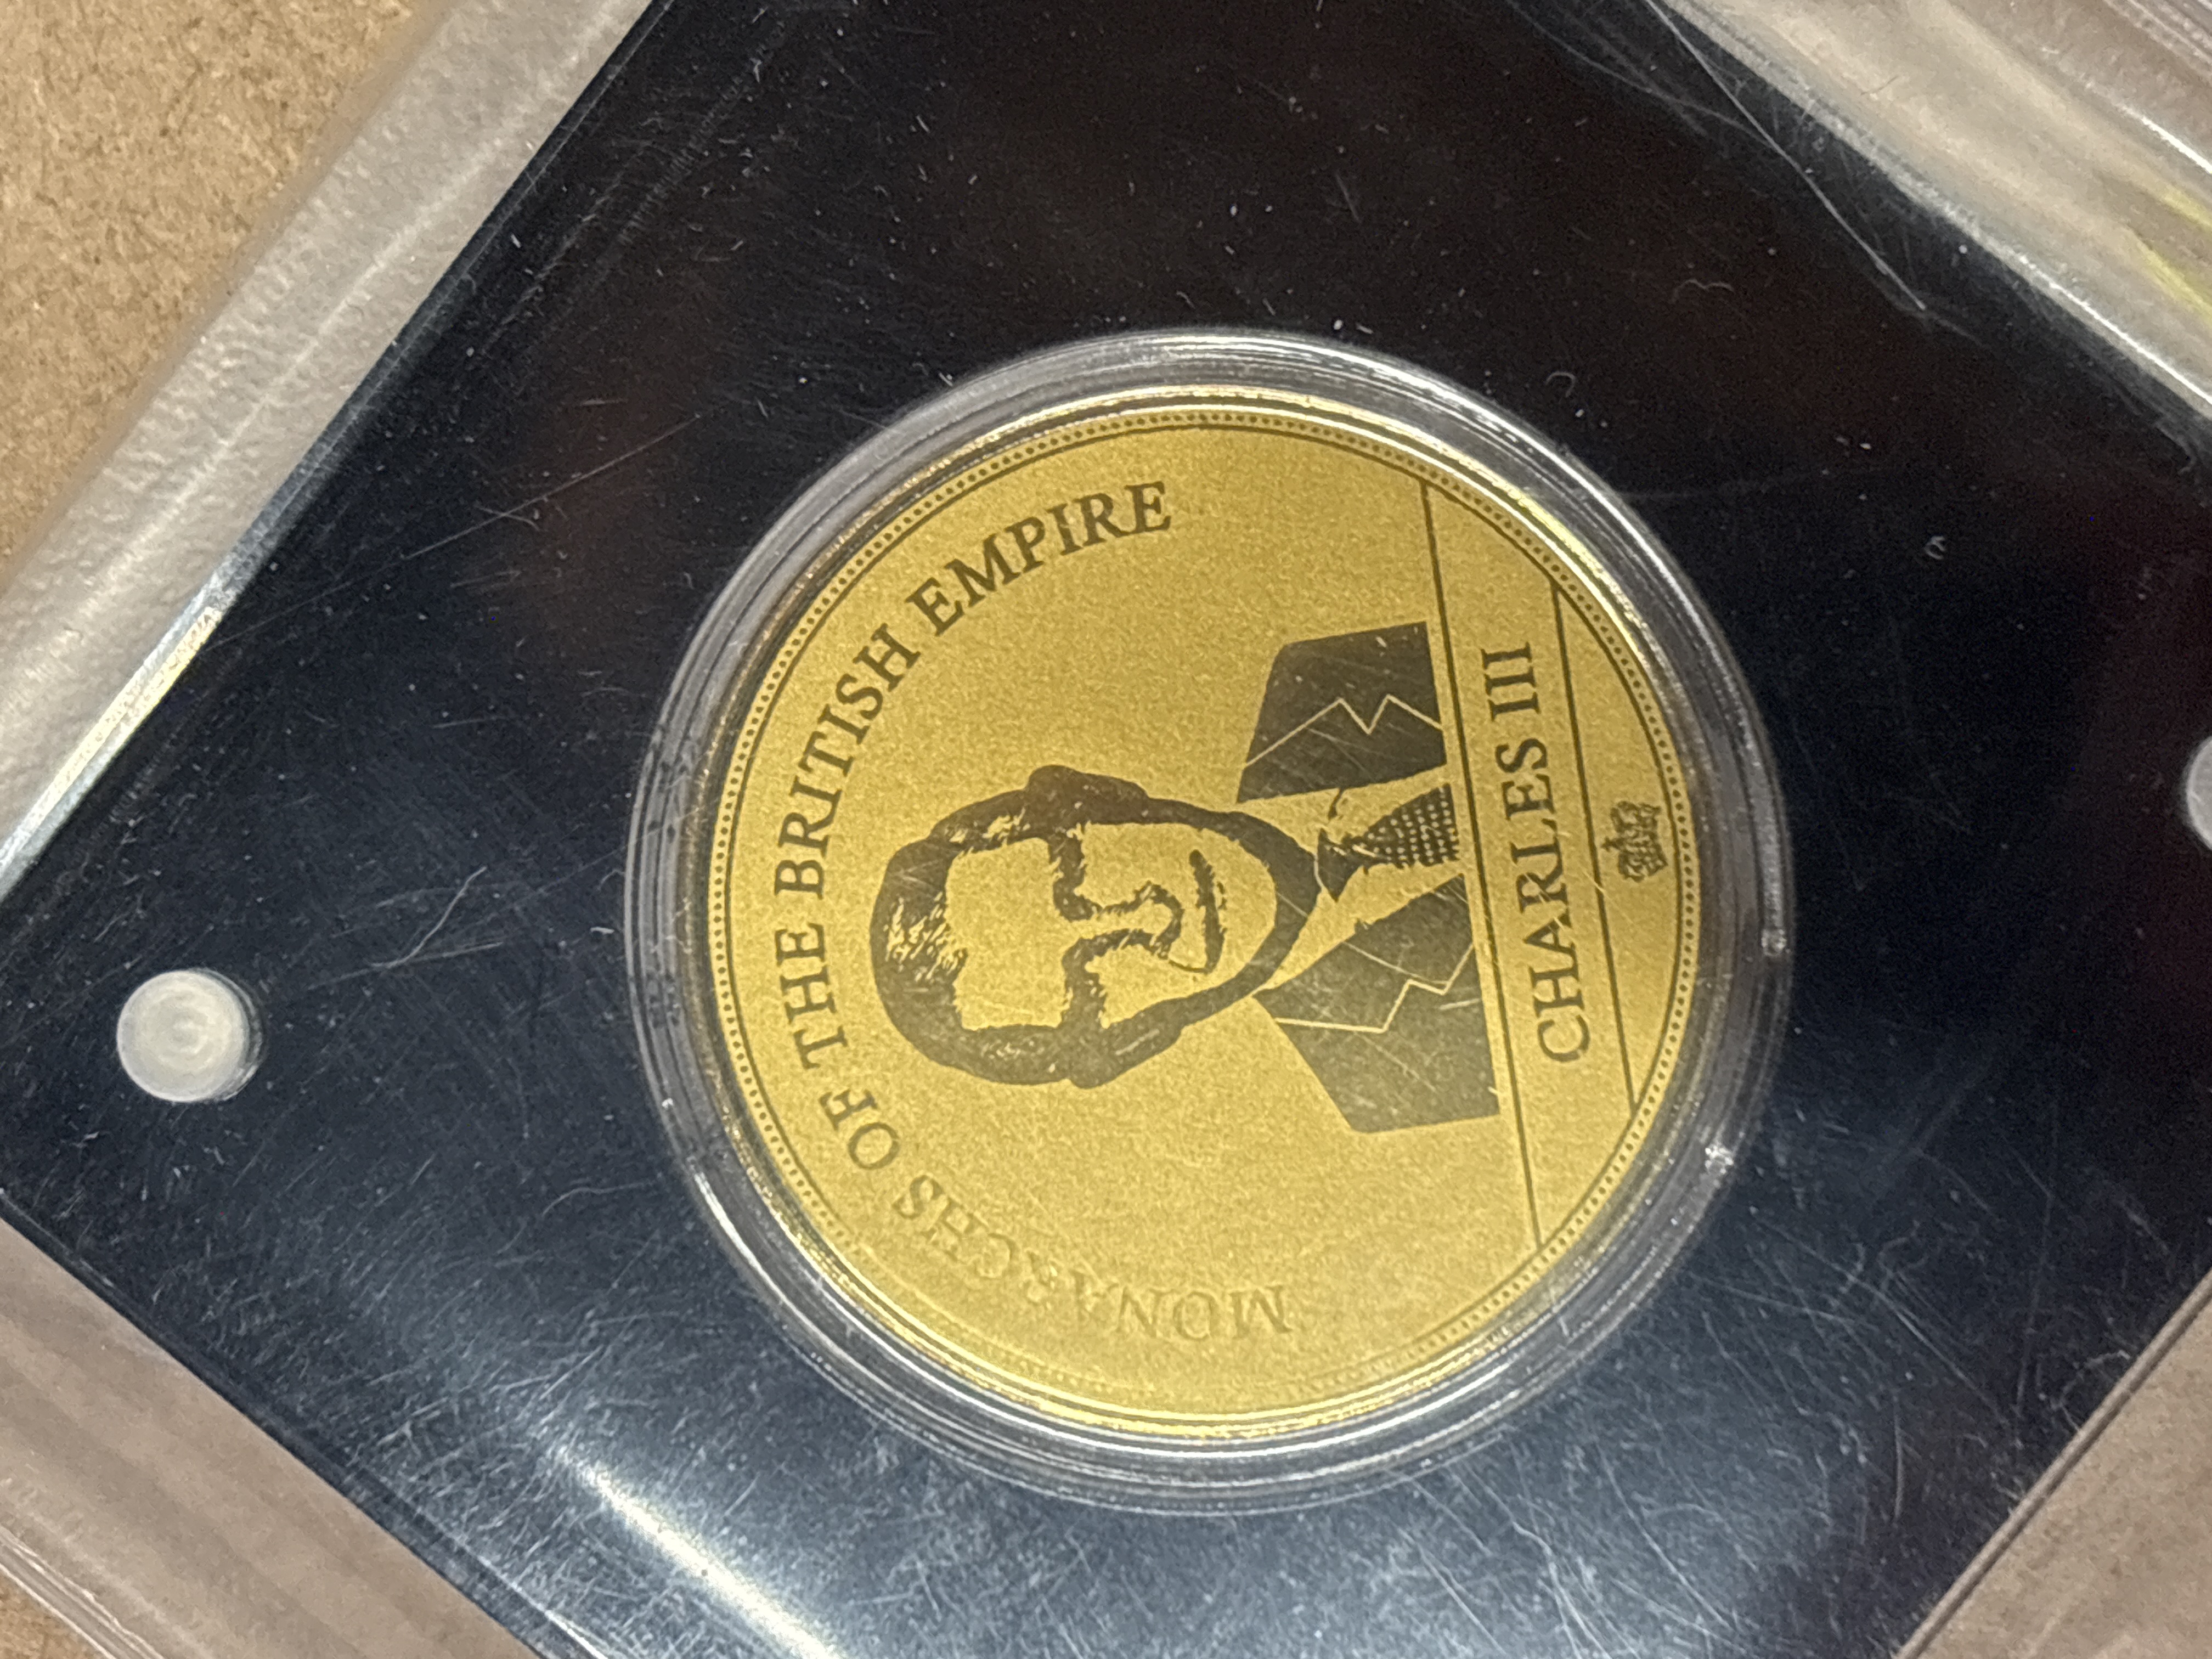 MONARCHS OF THE BRITISH EMPIRE
CHARLES III